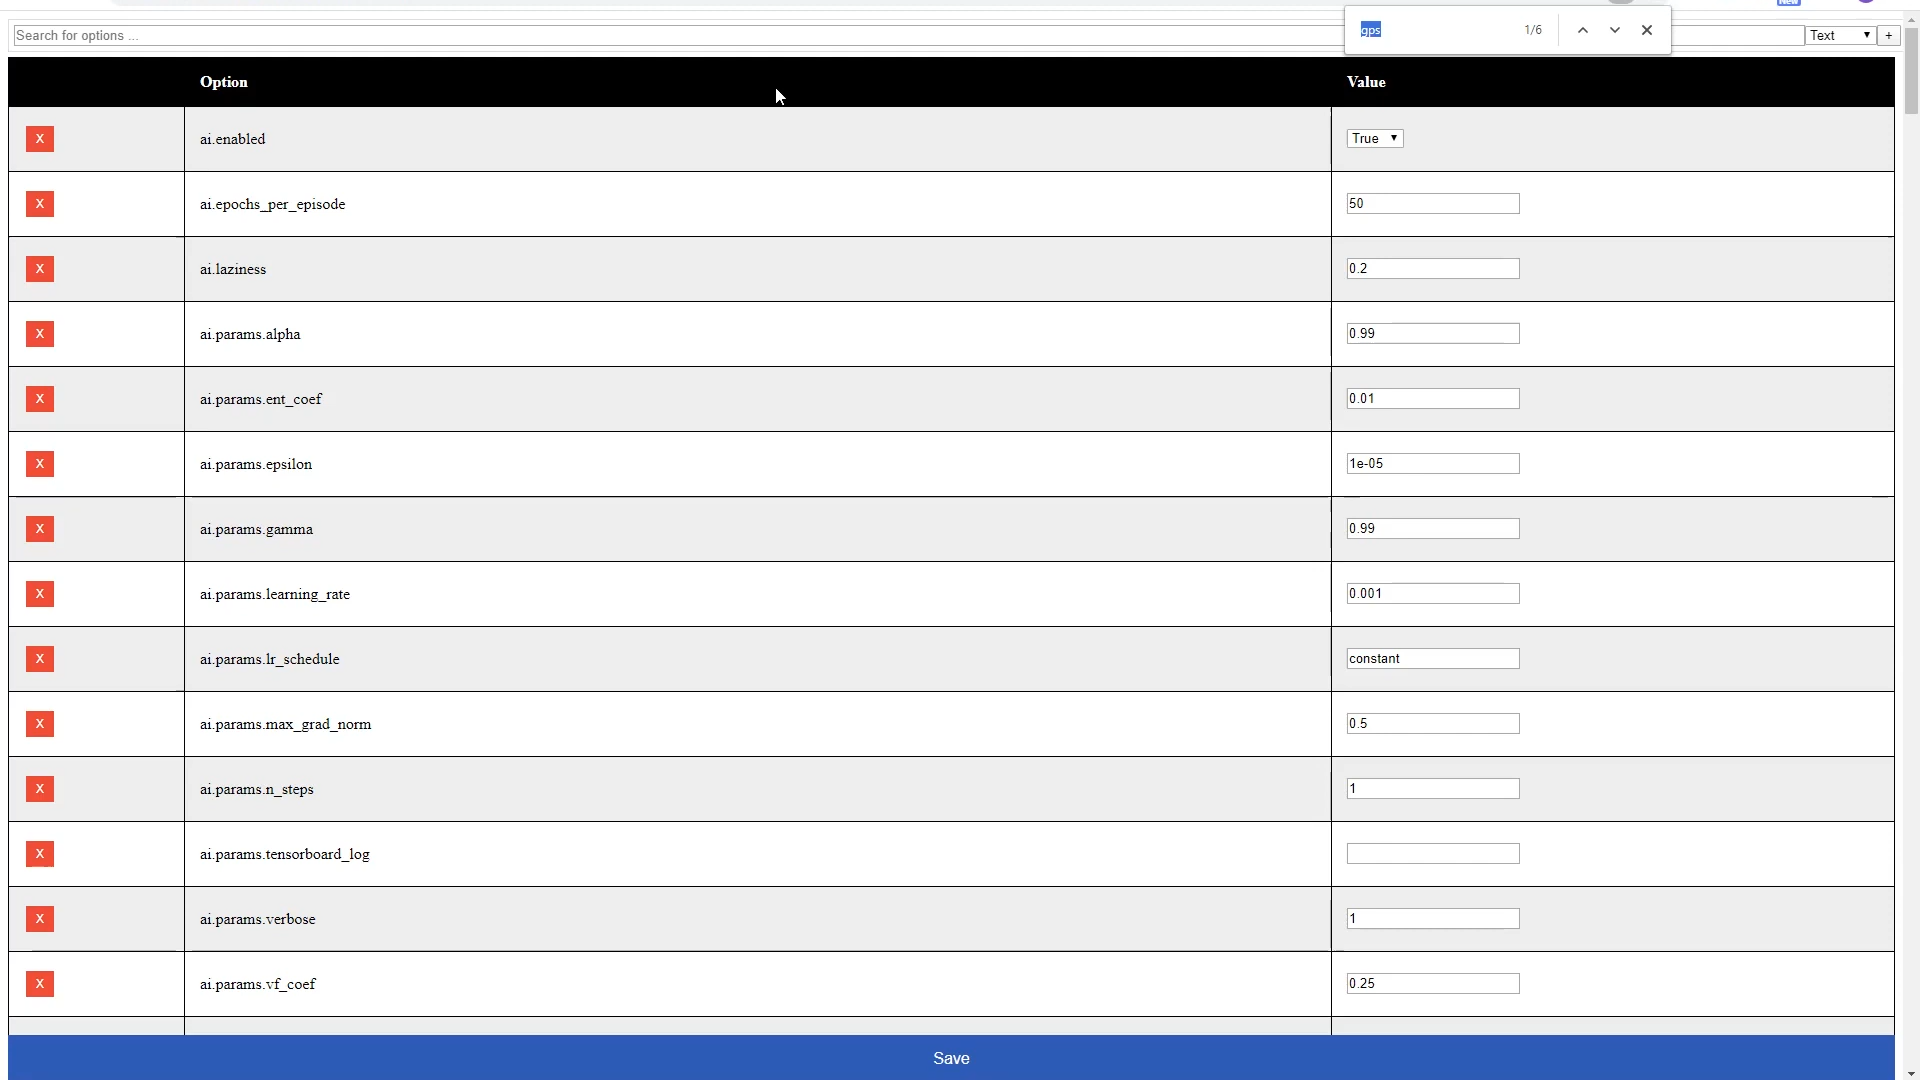 New
gps 1/6
Search for options ... Text +
Option Value
X ai.enabled True
X ai.epochs_per_episode 50
X ai.laziness 0.2
X ai.params.alpha 0.99
X ai.params.ent_coef 0.01
X ai.params.epsilon 1e-05
X ai.params.gamma 0.99
X ai.params.learning_rate 0.001
X ai.params.lr_schedule constant
X ai.params.max_grad_norm 0.5
X ai.params.n_steps 1
X ai.params.tensorboard_log
X ai.params.verbose 1
X ai.params.vf_coef 0.25
Save